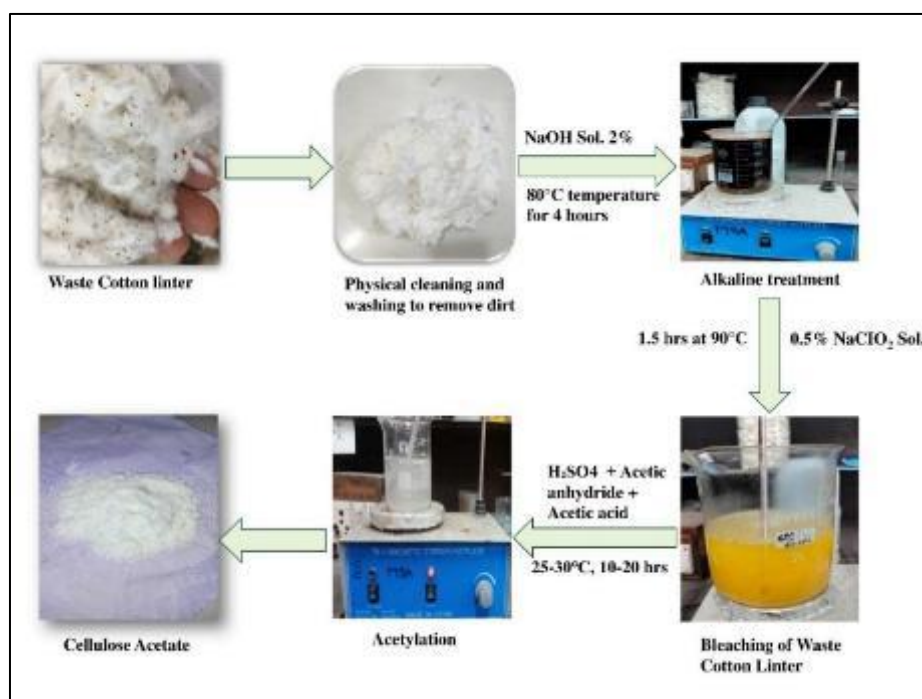 Waste Cotton linter
Physical cleaning and
washing to remove dirt
NaOH Sol. 2%
80°C temperature
for 4 hours
Alkaline treatment
1.5 hrs at 90°C
0.5% NaClO₂ Sol.
Bleaching of Waste
Cotton Linter
H₂SO4 + Acetic
anhydride +
Acetic acid
25-30°C, 10-20 hrs
Acetylation
Cellulose Acetate